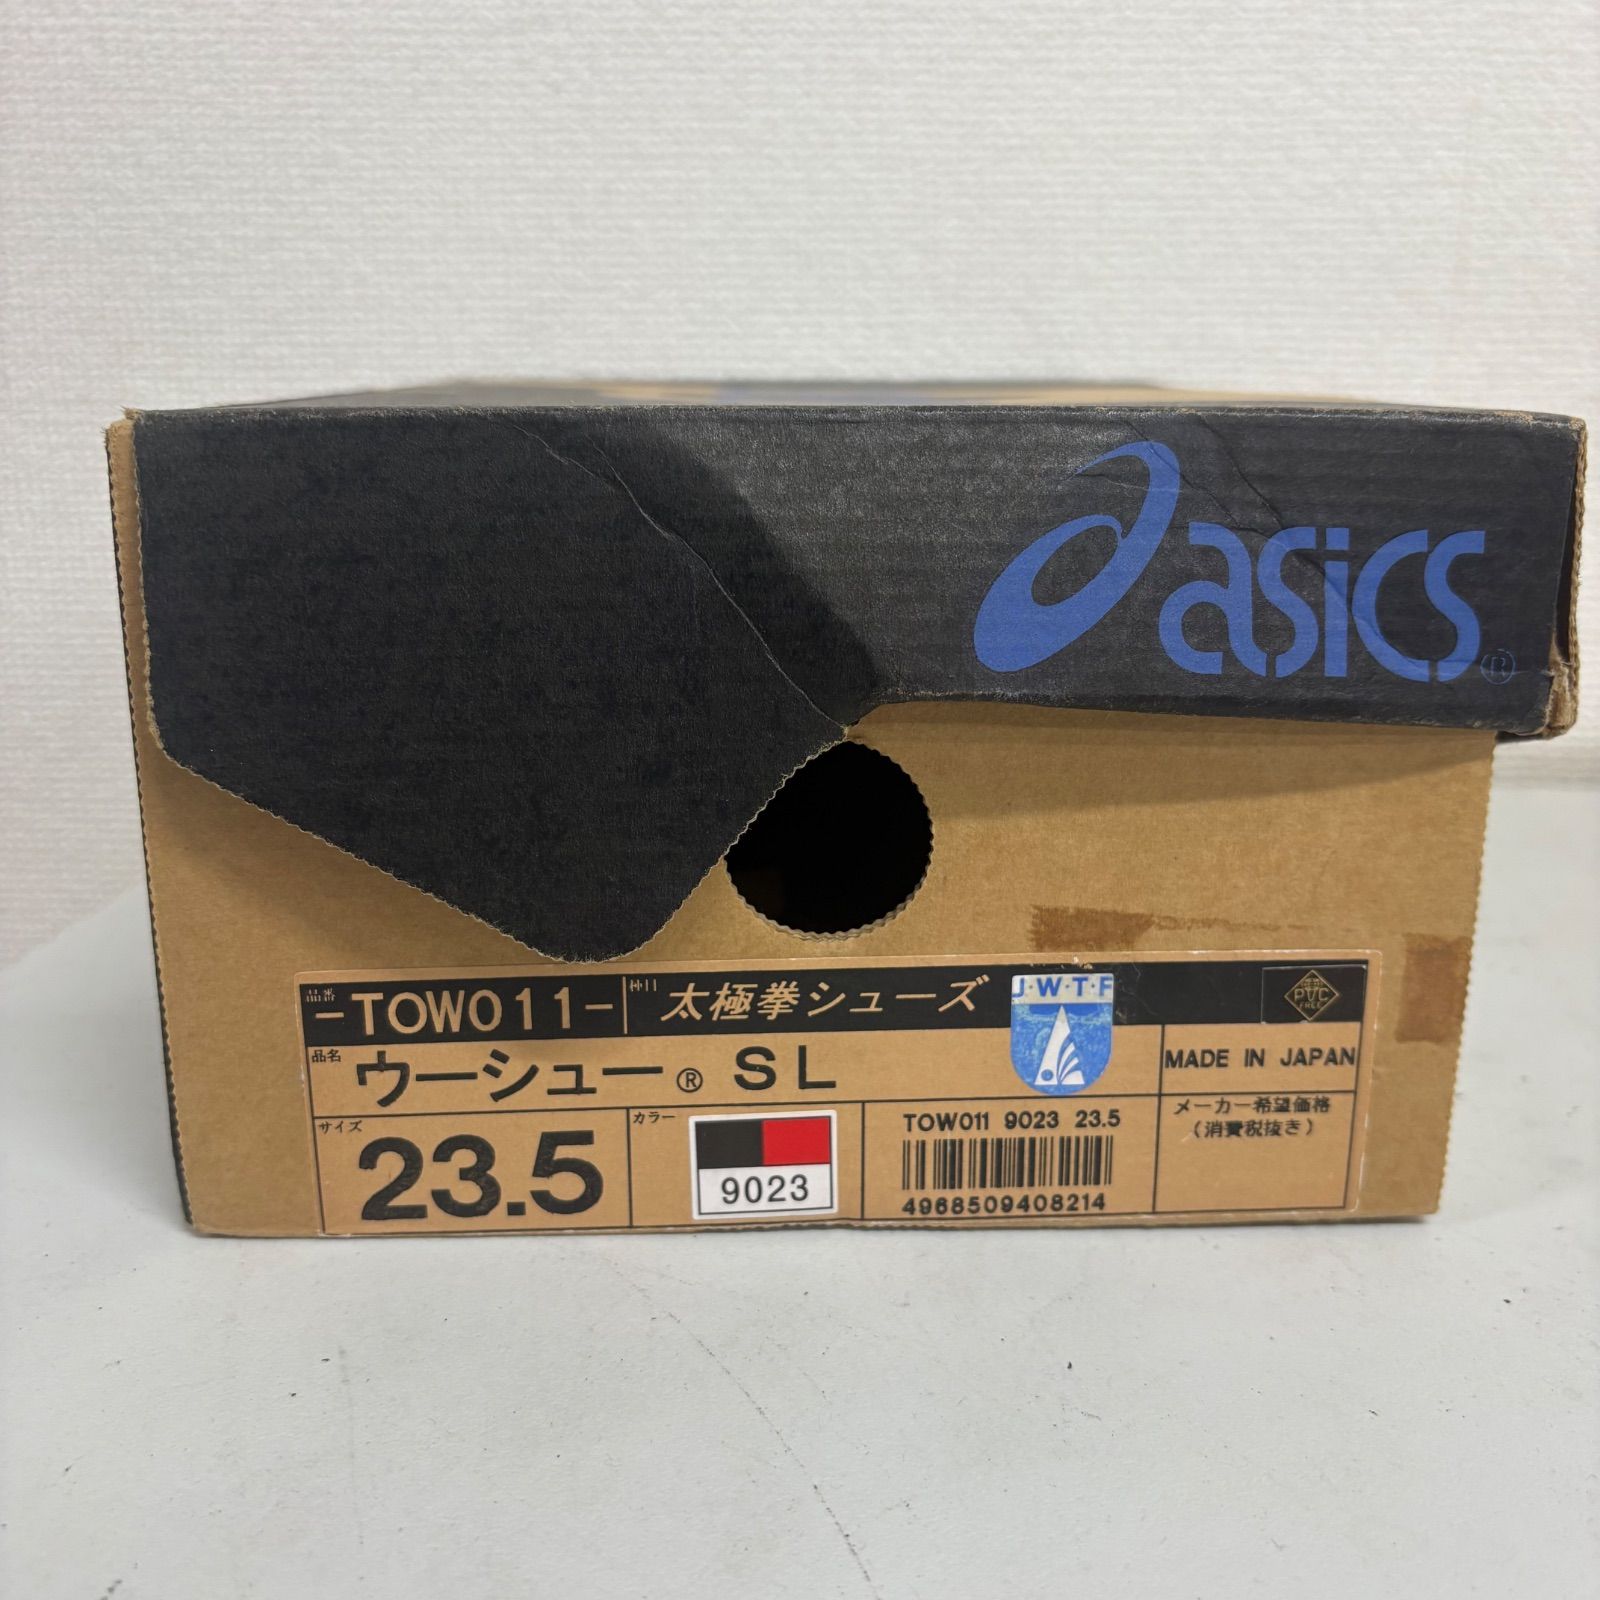 asics®
品番
-TOW011-
種目
太極拳シューズ
J・W・T・F
PVC
FREE
品名
ウーシュー® SL
MADE IN JAPAN
サイズ
23.5
カラー
9023
TOW011 9023 23.5
4968509408214
メーカー希望価格
(消費税抜き)